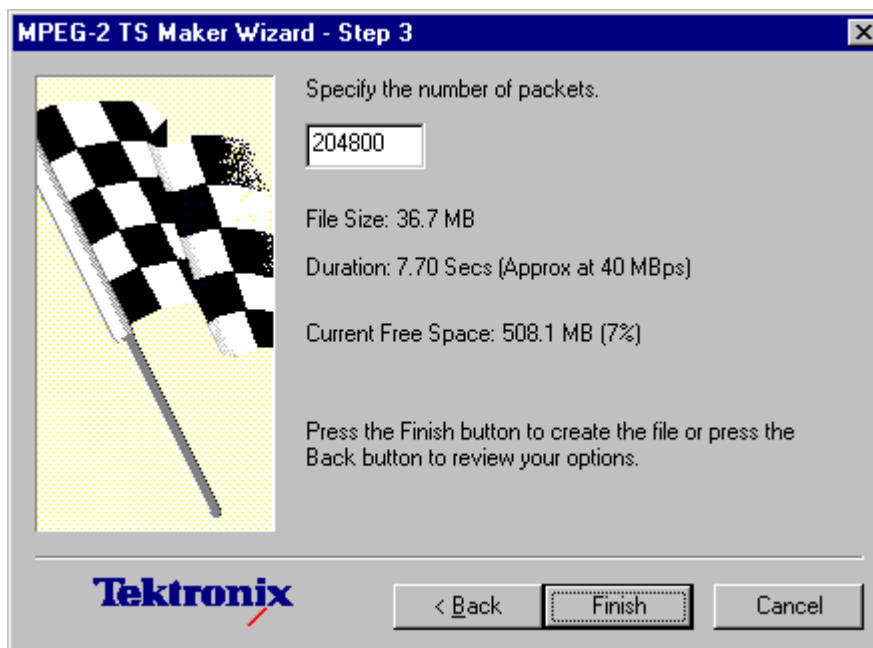 MPEG-2 TS Maker Wizard - Step 3
Specify the number of packets.
204800
File Size: 36.7 MB
Duration: 7.70 Secs (Approx at 40 MBps)
Current Free Space: 508.1 MB (7%)
Press the Finish button to create the file or press the
Back button to review your options.
Tektronix
< Back
Finish
Cancel